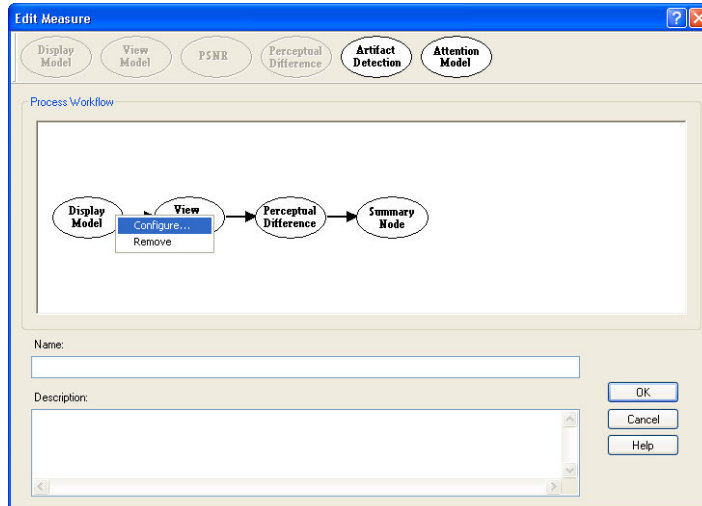 Edit Measure
Display Model
View Model
PSNR
Perceptual Difference
Artifact Detection
Attention Model
Process Workflow
Display Model
View
Perceptual Difference
Summary Node
Configure...
Remove
Name:
Description:
OK
Cancel
Help